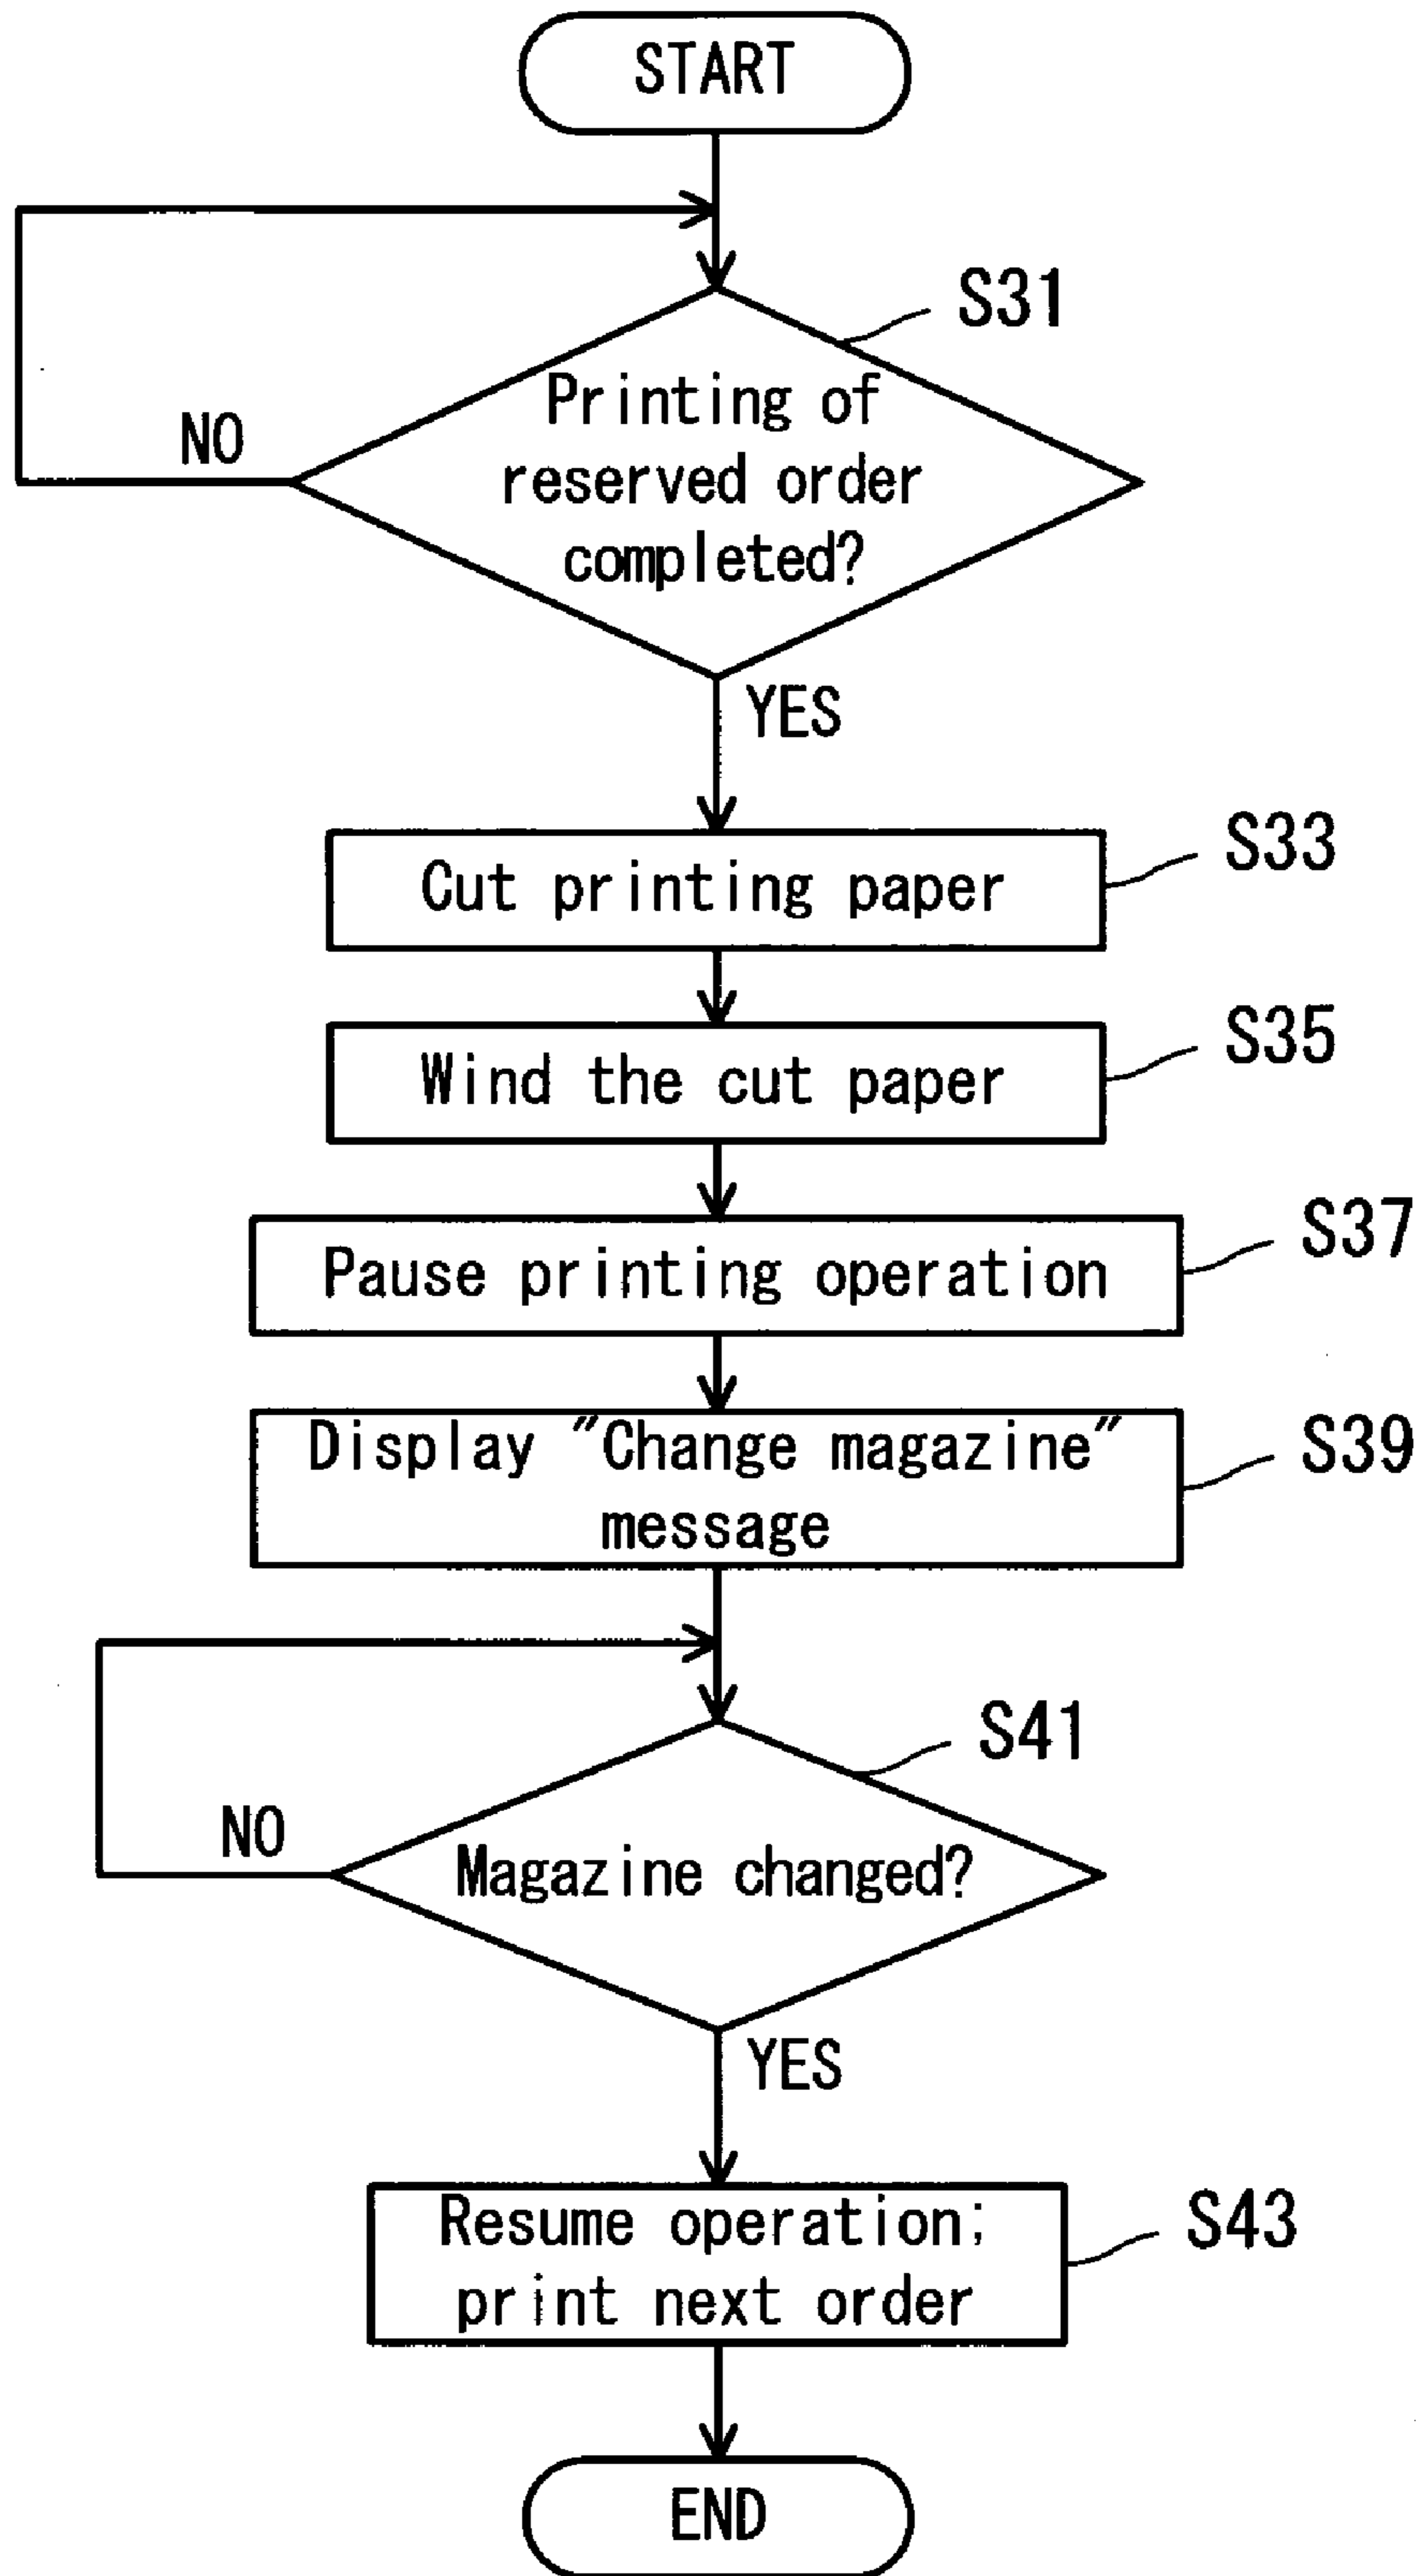 START
S31
Printing of
reserved order
completed?
NO
YES
Cut printing paper
S33
Wind the cut paper
S35
Pause printing operation
S37
Display "Change magazine"
message
S39
S41
Magazine changed?
NO
YES
Resume operation;
print next order
S43
END